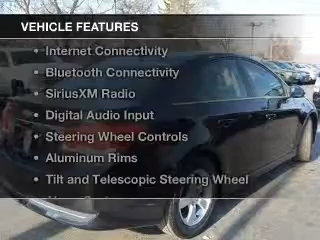 VEHICLE FEATURES
• Internet Connectivity
• Bluetooth Connectivity
• SiriusXM Radio
• Digital Audio Input
• Steering Wheel Controls
• Aluminum Rims
• Tilt and Telescopic Steering Wheel